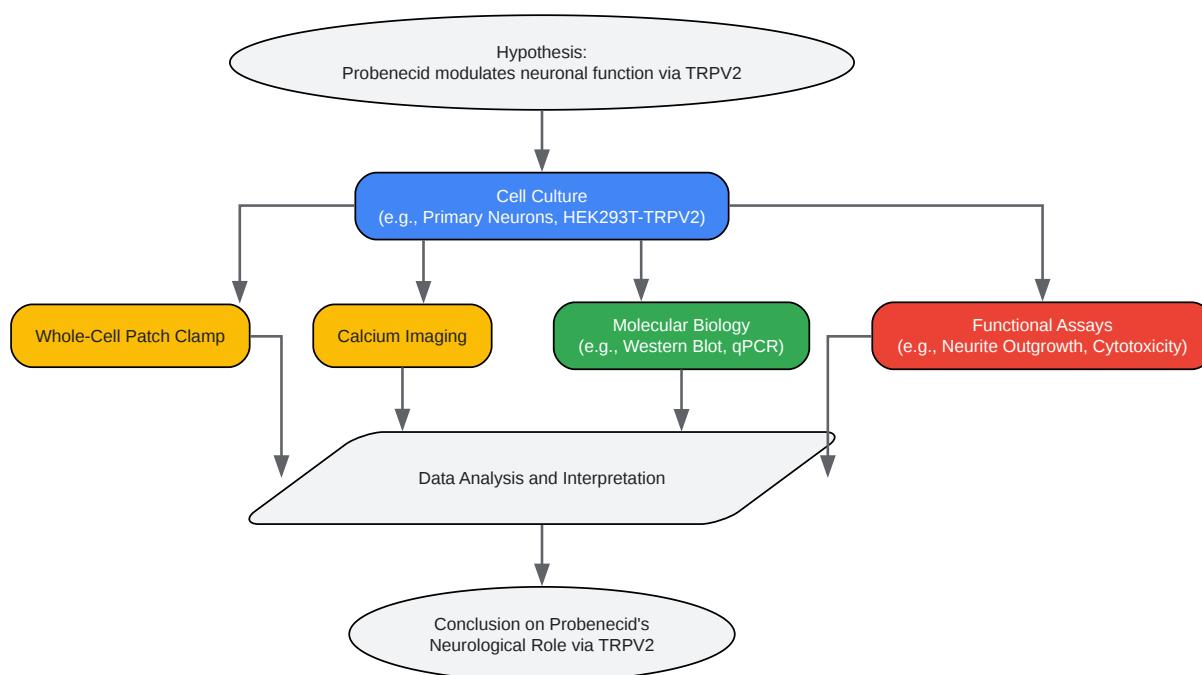 Hypothesis:
Probenecid modulates neuronal function via TRPV2
Cell Culture
(e.g., Primary Neurons, HEK293T-TRPV2)
Whole-Cell Patch Clamp
Calcium Imaging
Molecular Biology
(e.g., Western Blot, qPCR)
Functional Assays
(e.g., Neurite Outgrowth, Cytotoxicity)
Data Analysis and Interpretation
Conclusion on Probenecid's
Neurological Role via TRPV2